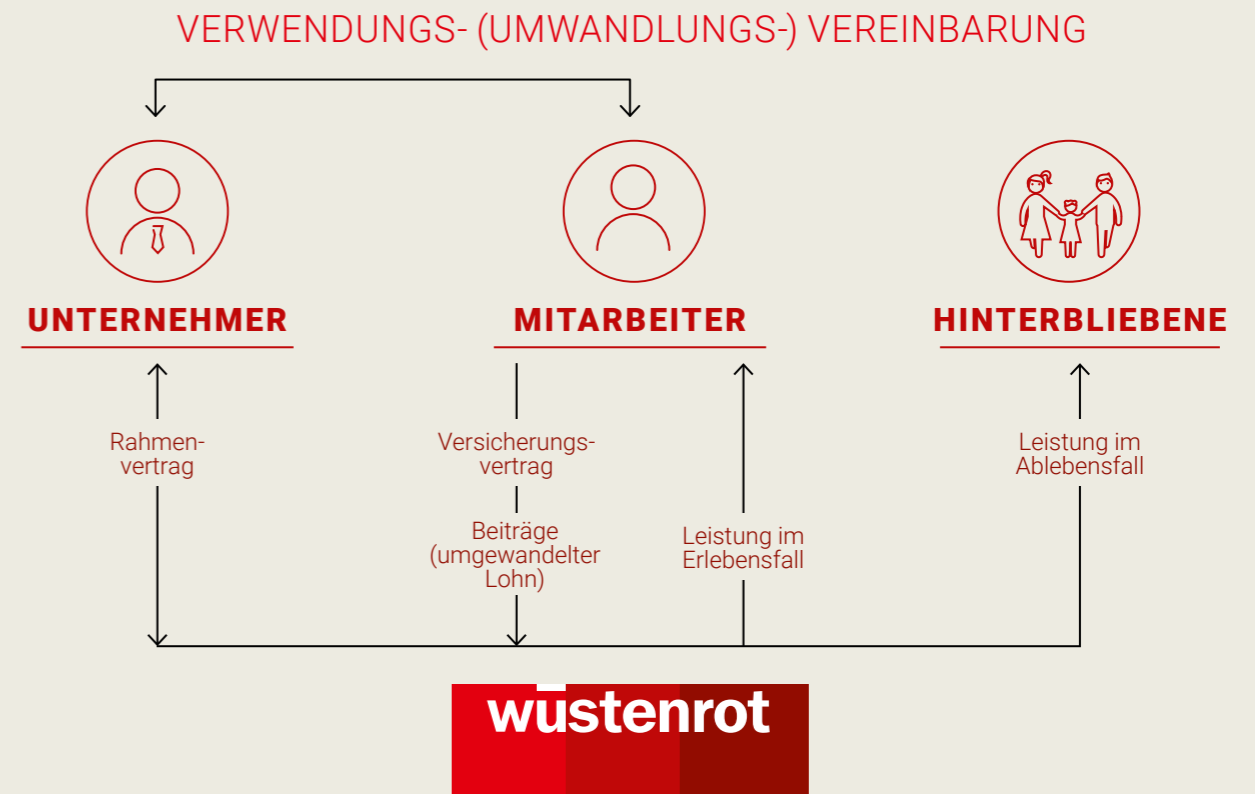 VERWENDUNGS- (UMWANDLUNGS-) VEREINBARUNG
UNTERNEHMER
MITARBEITER
HINTERBLIEBENE
Rahmen-
vertrag
Versicherungs-
vertrag
Beiträge
(umgewandelter
Lohn)
Leistung im
Erlebensfall
Leistung im
Ablebensfall
wüstenrot